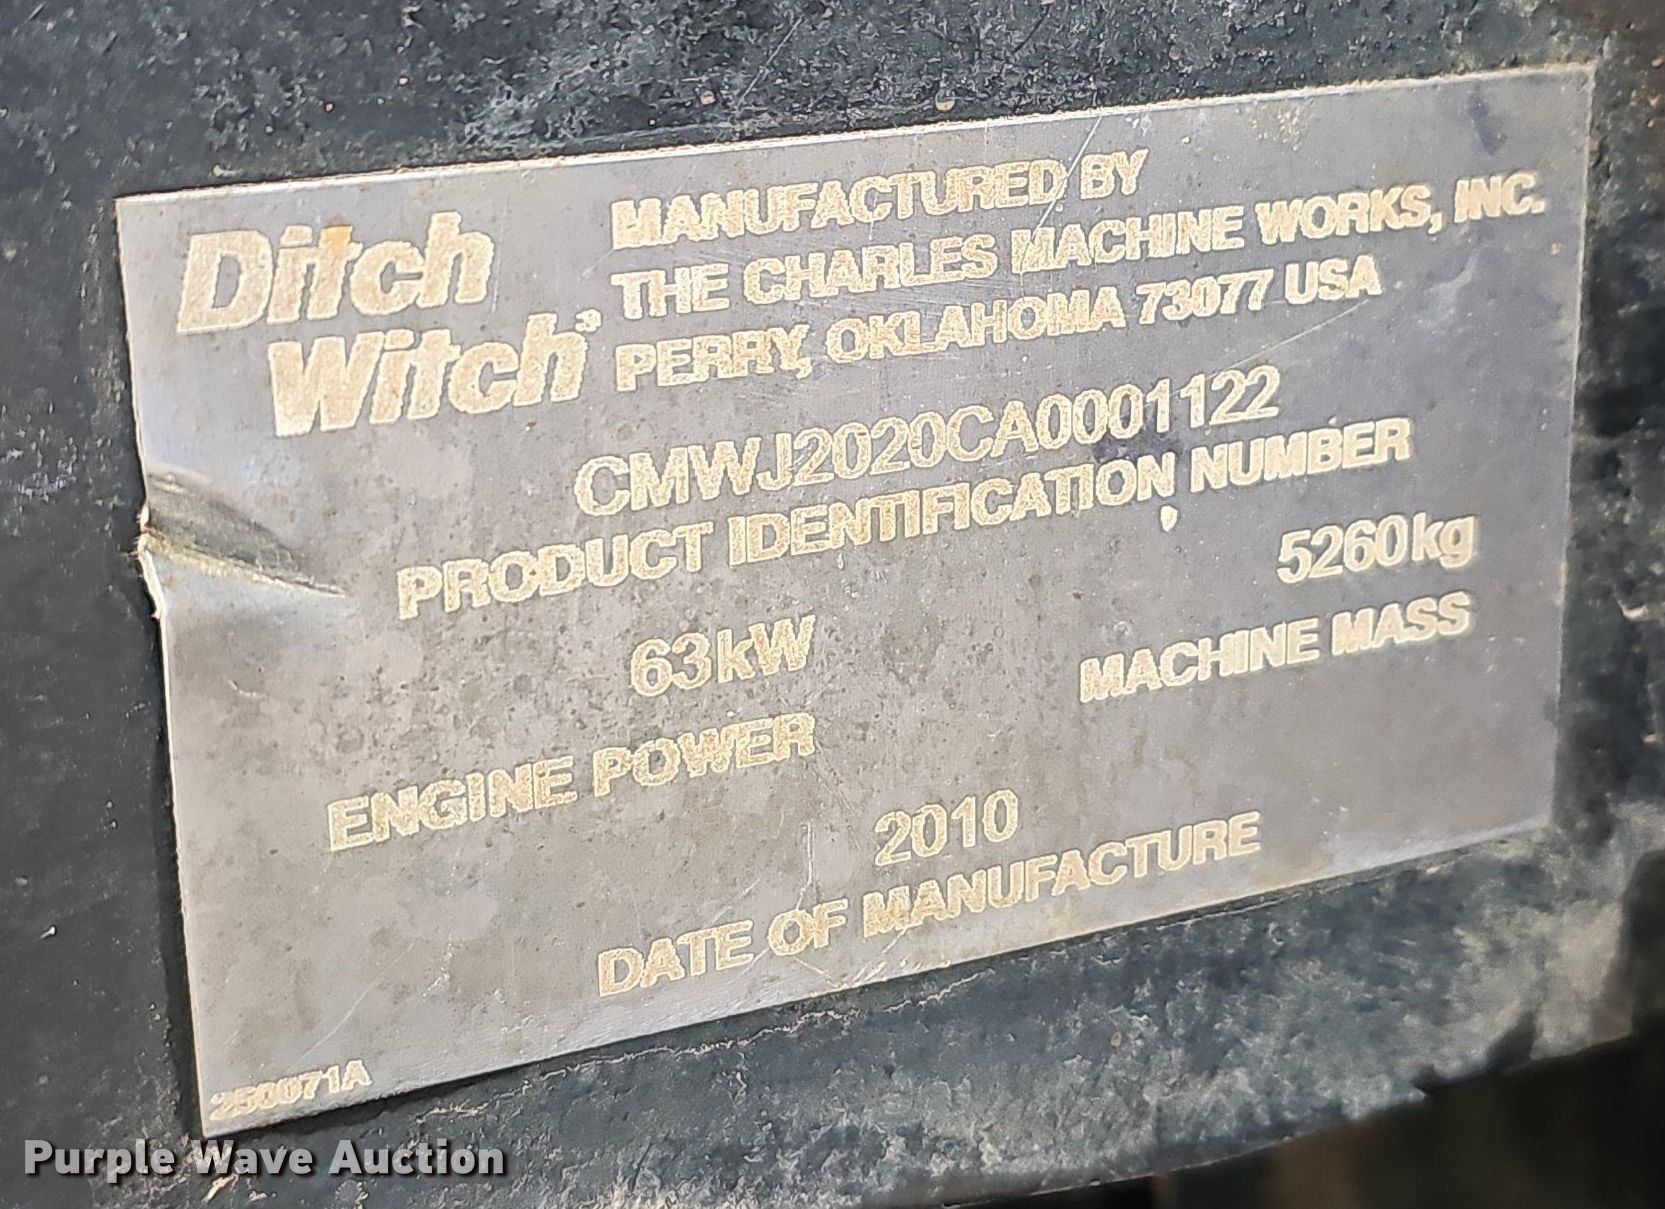 Ditch
Witch®
MANUFACTURED BY
THE CHARLES MACHINE WORKS, INC.
PERRY, OKLAHOMA 73077 USA
CMWJ2020CA0001122
PRODUCT IDENTIFICATION NUMBER
63kW
ENGINE POWER
5260kg
MACHINE MASS
2010
DATE OF MANUFACTURE
250071A
Purple Wave Auction